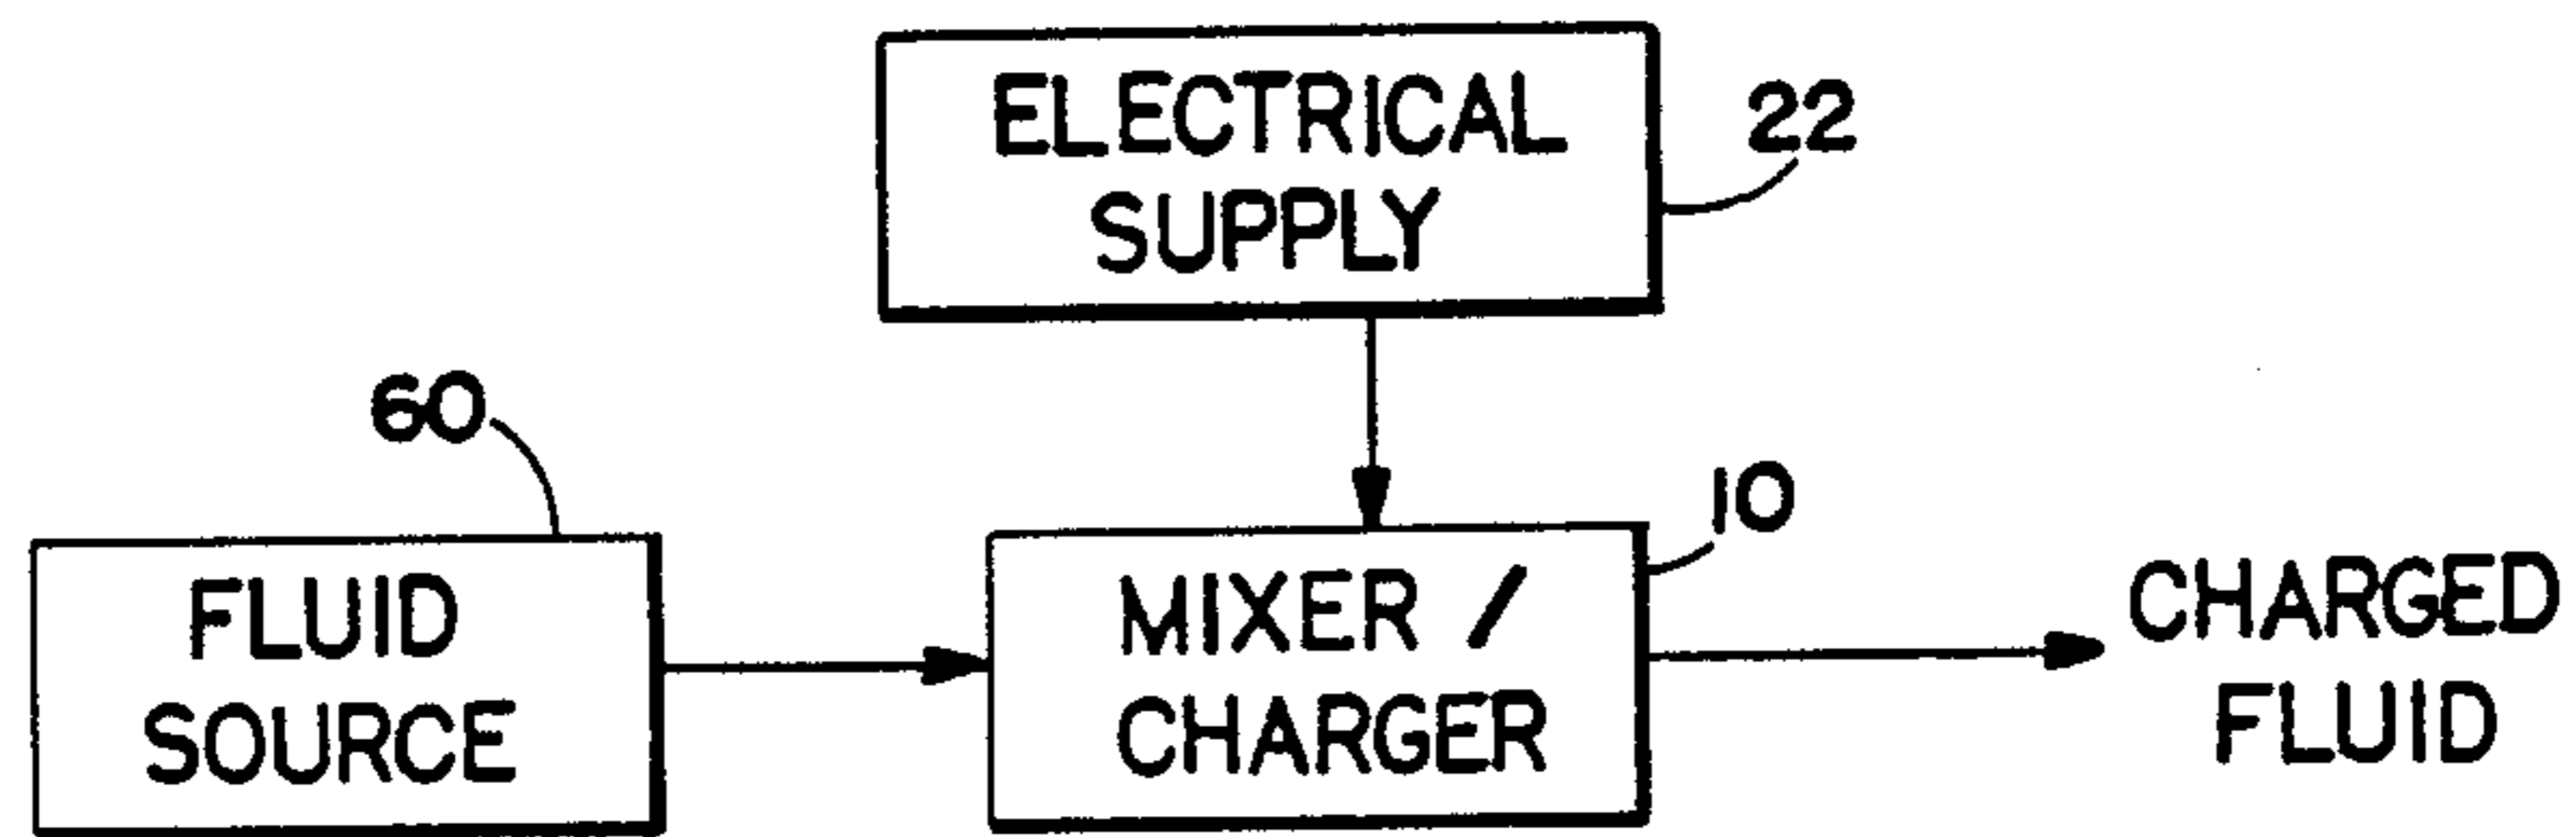 ELECTRICAL
SUPPLY
22
60
FLUID
SOURCE
10
MIXER /
CHARGER
CHARGED
FLUID